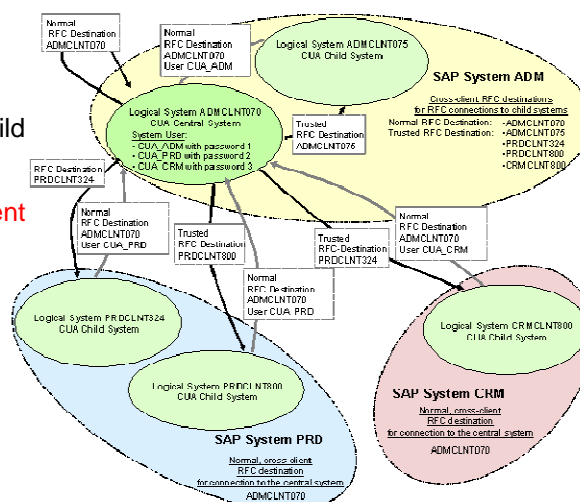 Normal
RFC Destination
ADMCLNT070
Normal
RFC Destination
ADMCLNT070
User CUA_ADM
Logical System ADMCLNT075
CUA Child System
SAP System ADM
Cross-client RFC destinations
for RFC connections to child systems
Normal RFC Destination: -ADMCLNT070
Trusted RFC Destination: -ADMCLNT075
•PRDCLNT324
•PRDCLNT800
•CRMCLNT800
Logical System ADMCLNT070
CUA Central System
System User:
- CUA_ADM with password 1
- CUA_PRD with password 2
- CUA_CRM with password 3
Trusted
RFC Destination
ADMCLNT075
ild
ent
RFC Destination
PRDCLNT324
Normal
RFC Destination
ADMCLNT070
User CUA_PRD
Trusted
RFC Destination
PRDCLNT800
Normal
RFC Destination
ADMCLNT070
User CUA_PRD
Trusted
RFC-Destination
PRDCLNT324
Normal
RFC Destination
ADMCLNT070
User CUA_CRM
Logical System PRDCLNT324
CUA Child System
Logical System PRDCLNT800
CUA Child System
SAP System PRD
Normal, cross-client
RFC destination
for connection to the central system
ADMCLNT070
Logical System CRMCLNT800
CUA Child System
SAP System CRM
Normal, cross-client
RFC destination
for connection to the central system
ADMCLNT070